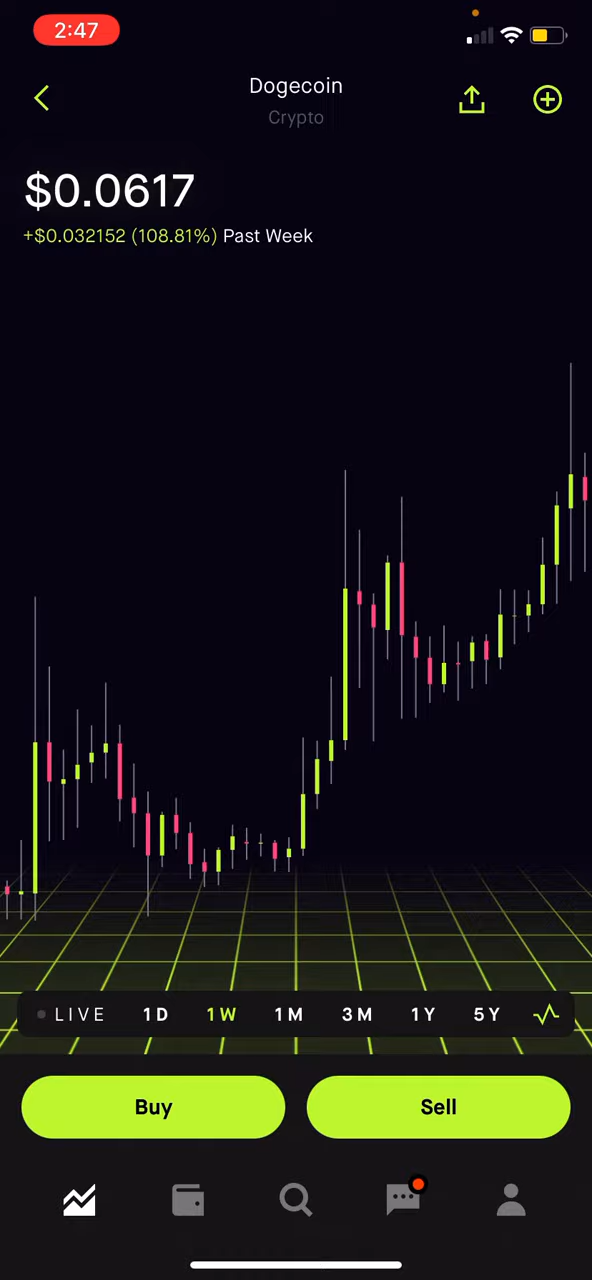 2:47
Dogecoin
Crypto
$0.0617
+$0.032152 (108.81%) Past Week
LIVE 1D 1W 1M 3M 1Y 5Y
Buy Sell